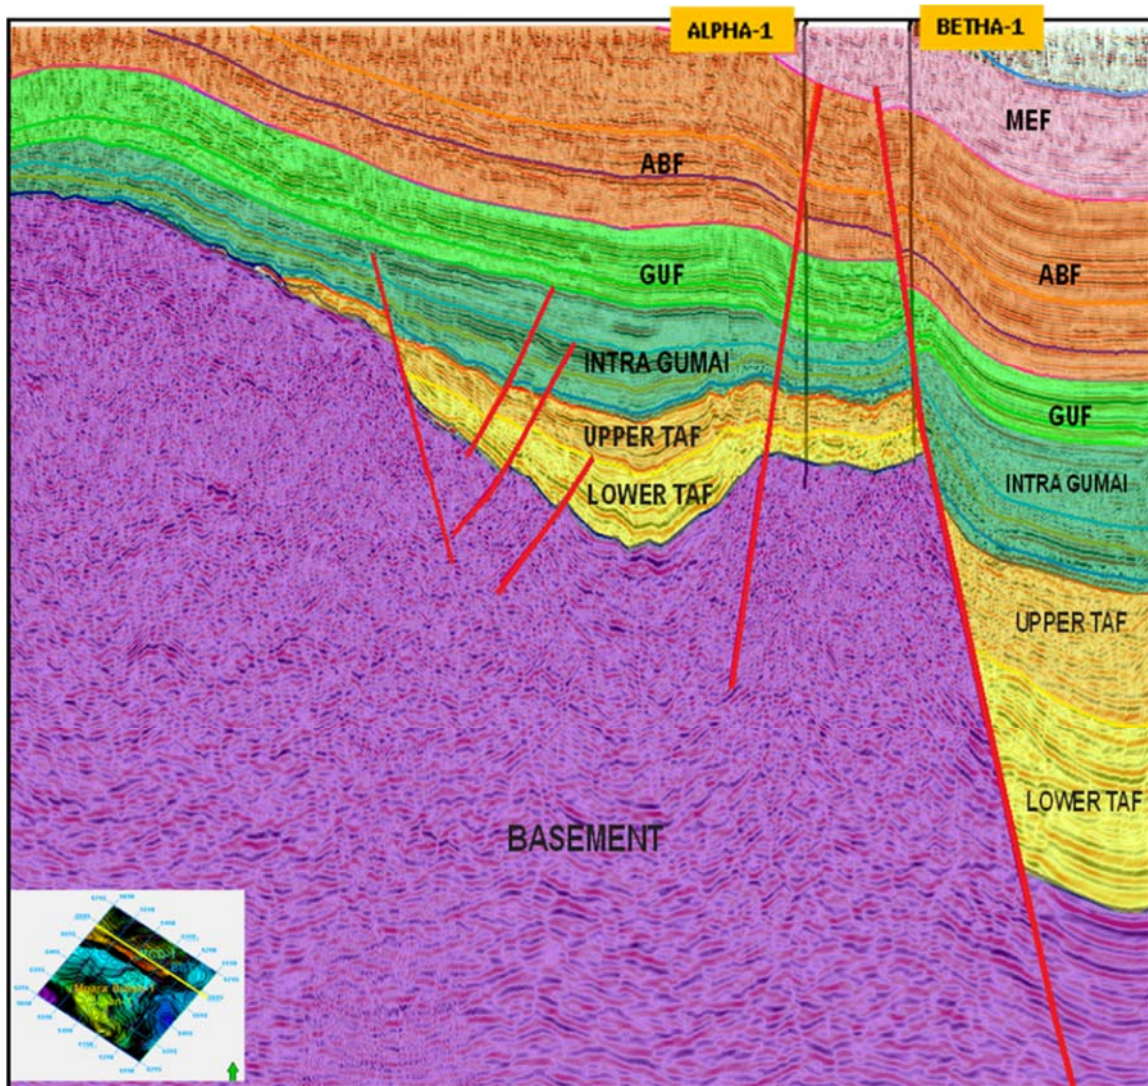 ALPHA-1
BETHA-1
MEF
ABF
ABF
GUF
INTRA GUMAI
GUF
UPPER TAF
INTRA GUMAI
LOWER TAF
UPPER TAF
LOWER TAF
BASEMENT